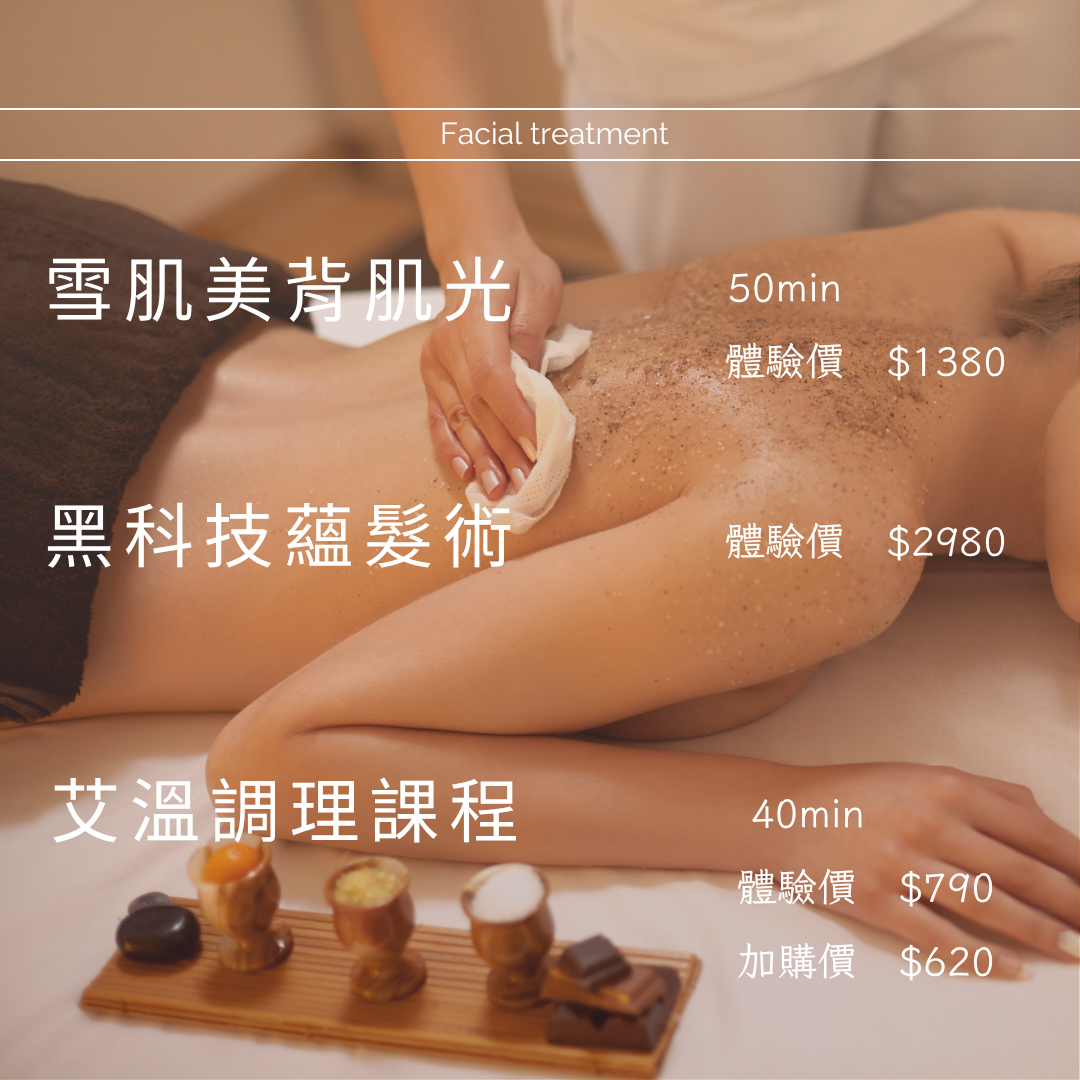 Facial treatment
雪肌美背肌光 50min
體驗價 $1380
黑科技蘊髮術 體驗價 $2980
艾溫調理課程 40min
體驗價 $790
加購價 $620